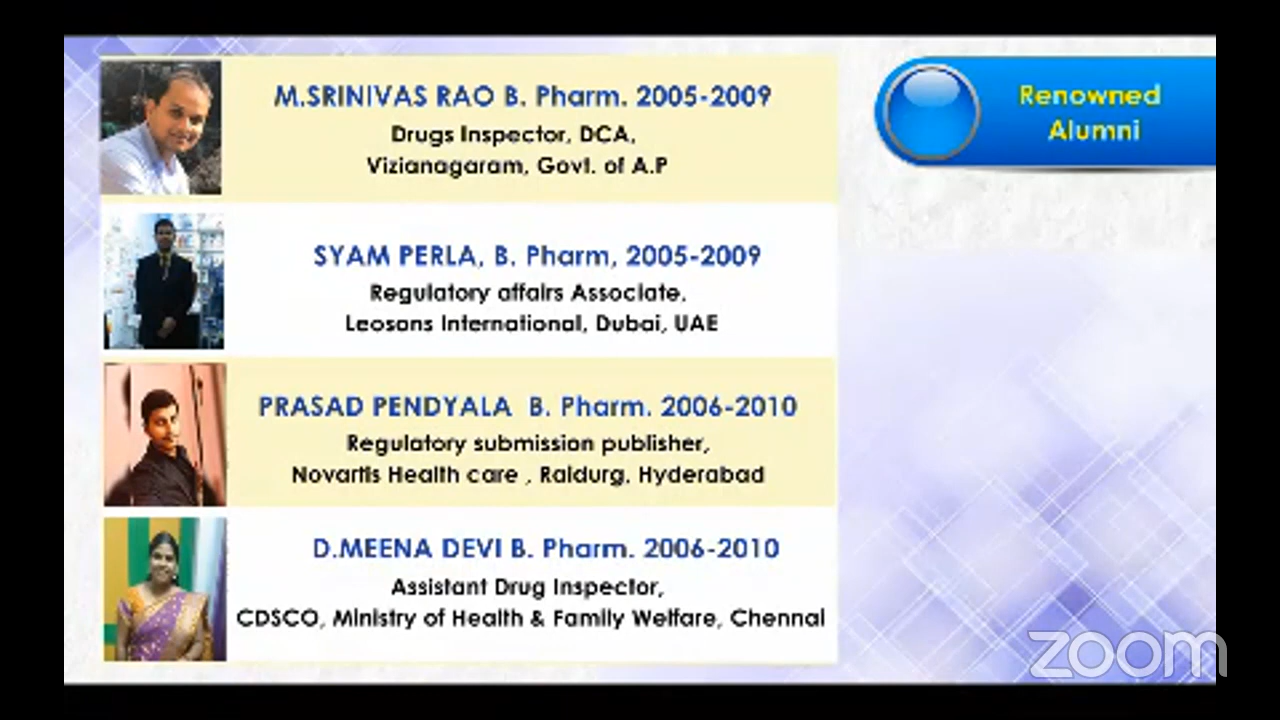 M.SRINIVAS RAO B. Pharm. 2005-2009
Drugs Inspector, DCA,
Vizianagaram, Govt. of A.P
SYAM PERLA, B. Pharm, 2005-2009
Regulatory affairs Associate.
Leosons International, Dubai, UAE
PRASAD PENDYALA B. Pharm. 2006-2010
Regulatory submission publisher,
Novartis Health care , Raidurg, Hyderabad
D.MEENA DEVI B. Pharm. 2006-2010
Assistant Drug Inspector,
CDSCO, Ministry of Health & Family Welfare, Chennai
Renowned
Alumni
zoom